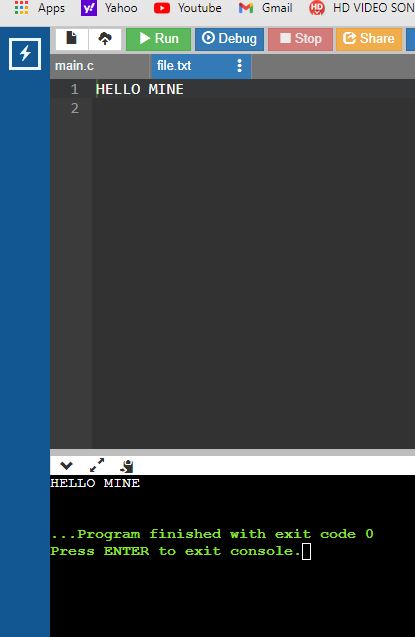 Apps Yahoo Youtube Gmail HD VIDEO SON
Run Debug Stop Share
main.c file.txt
1 HELLO MINE
2
HELLO MINE
...Program finished with exit code 0
Press ENTER to exit console.